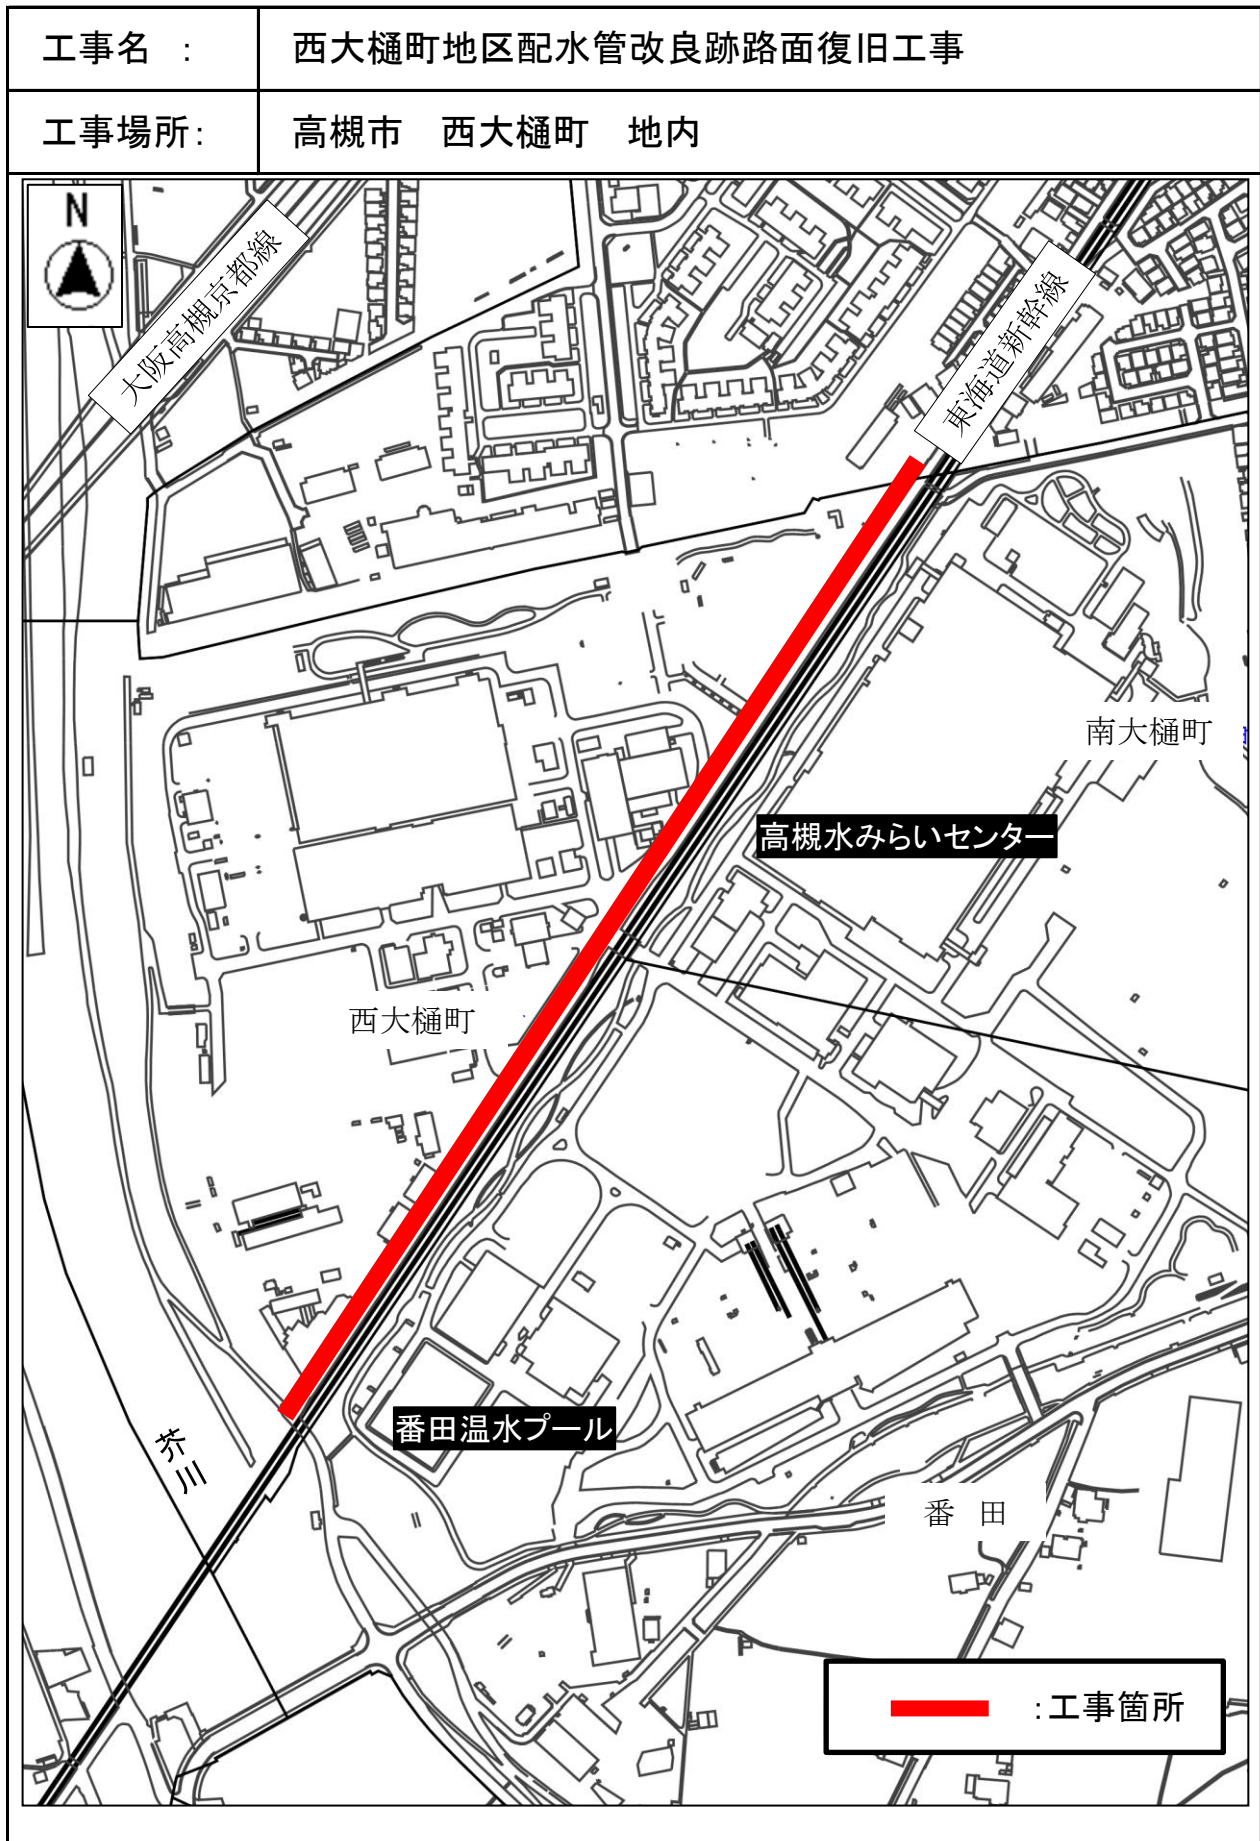 工事名 : 西大樋町地区配水管改良跡路面復旧工事
工事場所: 高槻市 西大樋町 地内
N
大阪高槻京都線
東海道新幹線
南大樋町
高槻水みらいセンター
西大樋町
番田温水プール
芥川
番 田
:工事箇所